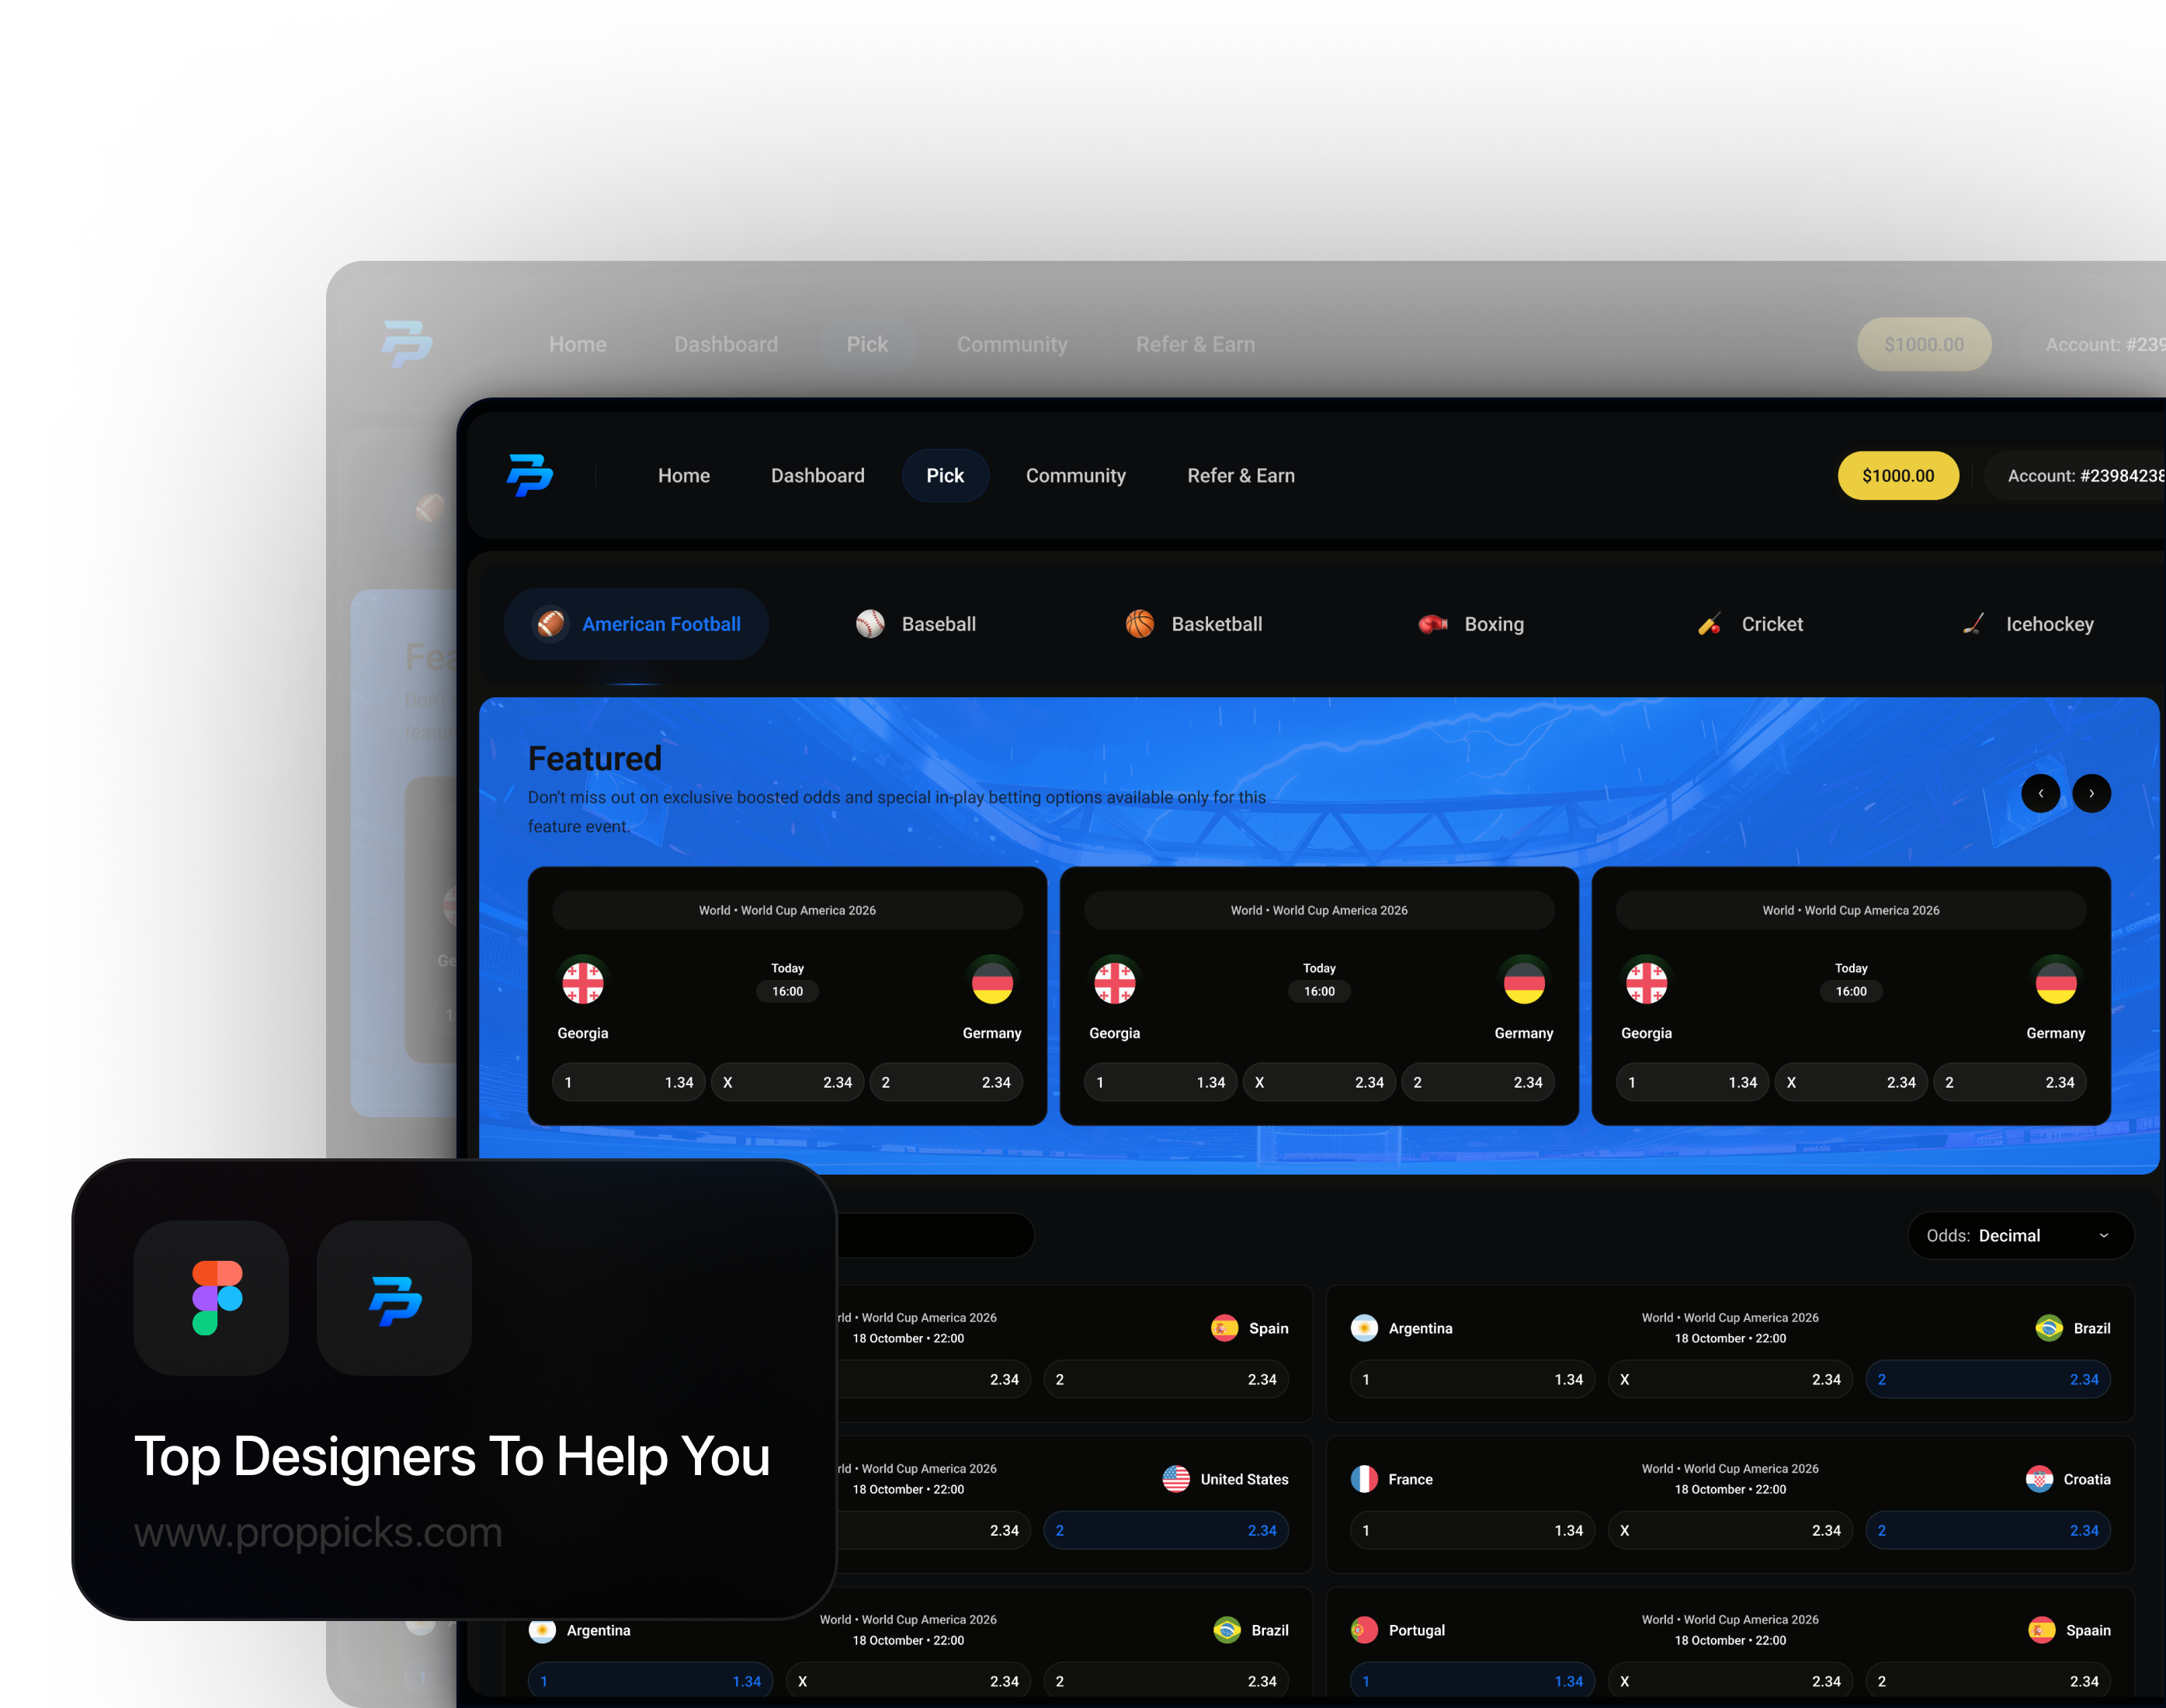 Home Dashboard Pick Community Refer & Earn $1000.00 Account: #239
Home Dashboard Pick Community Refer & Earn $1000.00 Account: #23984238
American Football Baseball Basketball Boxing Cricket Icehockey
Featured
Don't miss out on exclusive boosted odds and special in-play betting options available only for this
feature event.
World • World Cup America 2026
Today
16:00
Georgia Germany
1 1.34 X 2.34 2 2.34
World • World Cup America 2026
Today
16:00
Georgia Germany
1 1.34 X 2.34 2 2.34
World • World Cup America 2026
Today
16:00
Georgia Germany
1 1.34 X 2.34 2 2.34
Odds: Decimal
rld • World Cup America 2026
18 Octomber • 22:00
Spain
2.34 2 2.34
Argentina
World • World Cup America 2026
18 Octomber • 22:00
Brazil
1 1.34 X 2.34 2 2.34
rld • World Cup America 2026
18 Octomber • 22:00
United States
2.34 2 2.34
France
World • World Cup America 2026
18 Octomber • 22:00
Croatia
1 1.34 X 2.34 2 2.34
Argentina
World • World Cup America 2026
18 Octomber • 22:00
Brazil
1 1.34 X 2.34 2 2.34
Portugal
World • World Cup America 2026
18 Octomber • 22:00
Spaain
1 1.34 X 2.34 2 2.34
Top Designers To Help You
www.proppicks.com